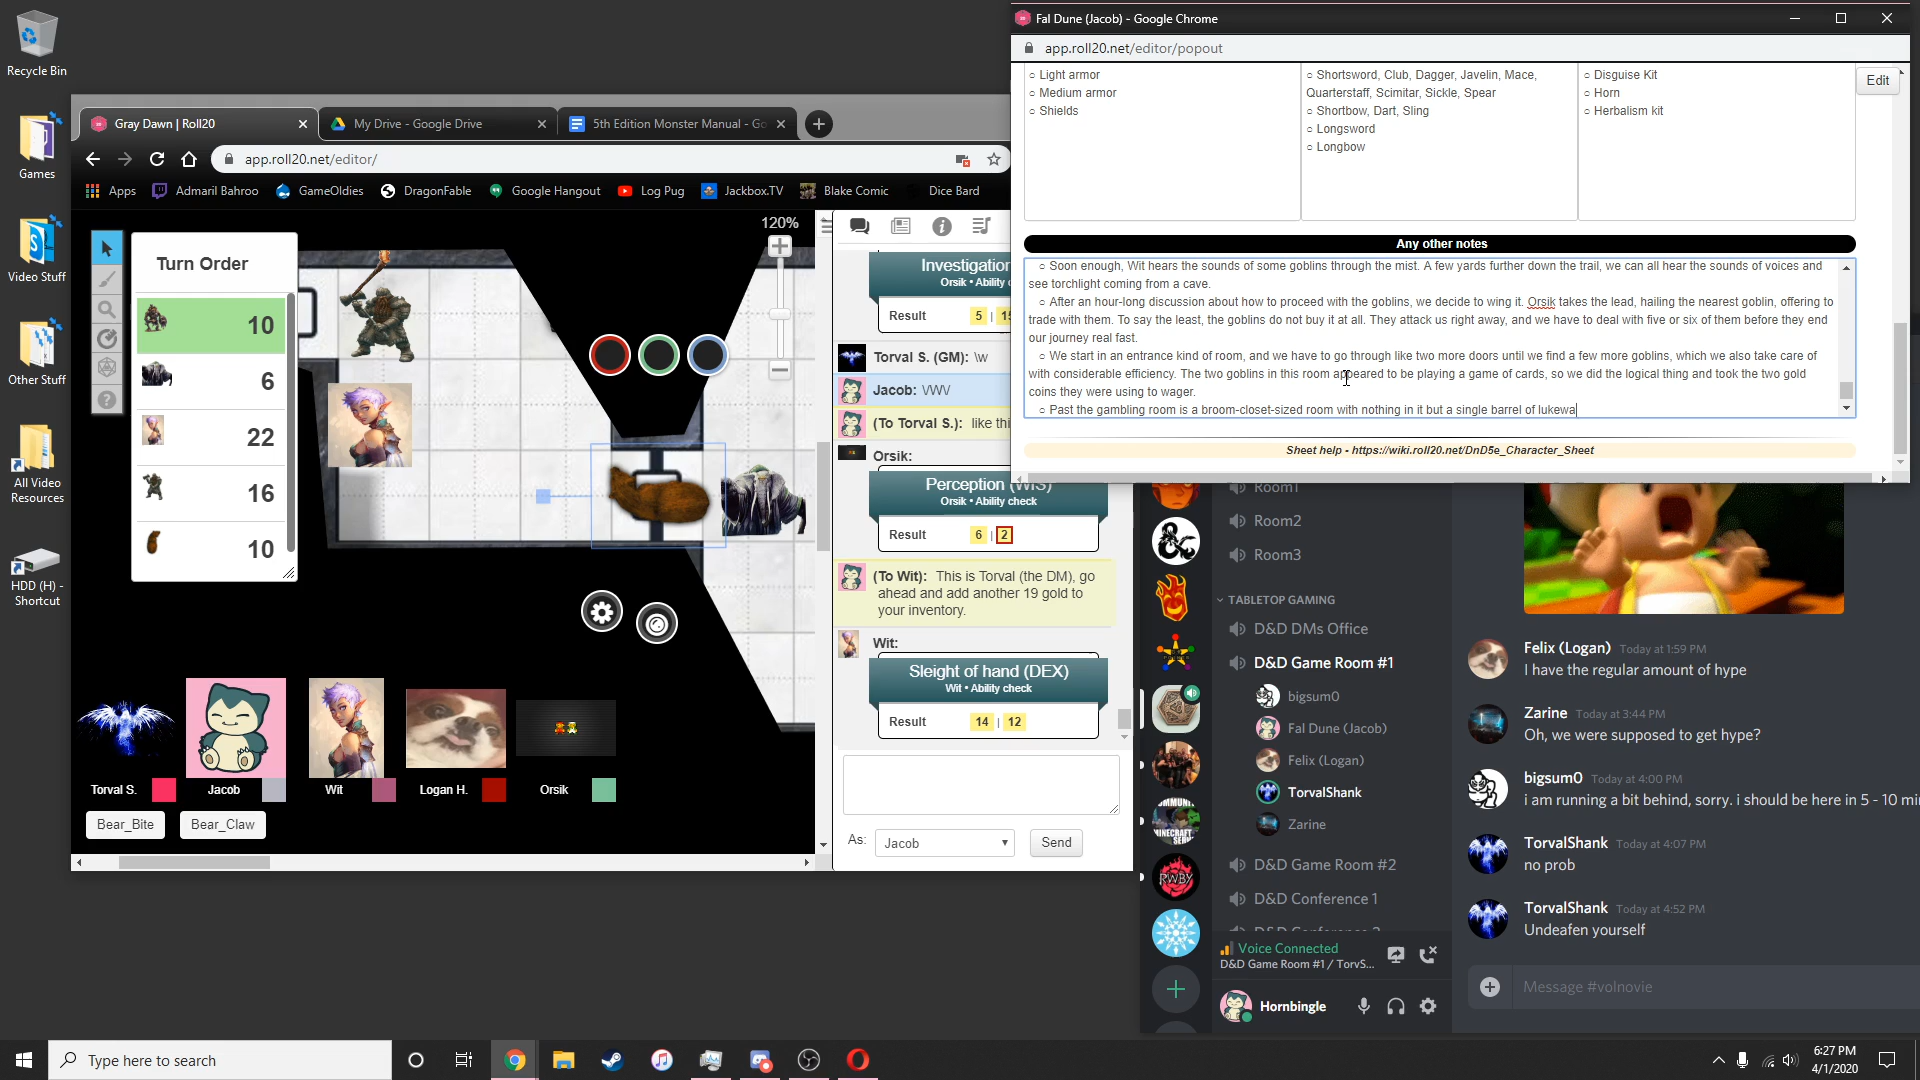 Recycle Bin
Games
Video Stuff
Other Stuff
All Video
Resources
HDD (H) -
Shortcut
Gray Dawn | Roll20
My Drive - Google Drive
5th Edition Monster Manual - Go
app.roll20.net/editor/
Apps
Admaril Bahroo
GameOldies
DragonFable
Google Hangout
Log Pug
Jackbox.TV
Blake Comic
Dice Bard
120%
Turn Order
10
6
22
16
10
Torval S.
Jacob
Wit
Logan H.
Orsik
Bear_Bite
Bear_Claw
Investigation
Orsik • Ability
Result
5 | 15
Torval S. (GM): \w
Jacob: VVVV
(To Torval S.): like thi
Orsik:
Perception (WIS)
Orsik • Ability check
Result
6 | 2
(To Wit): This is Torval (the DM), go
ahead and add another 19 gold to
your inventory.
Wit:
Sleight of hand (DEX)
Wit • Ability check
Result
14 | 12
As:
Jacob
Send
Fal Dune (Jacob) - Google Chrome
app.roll20.net/editor/popout
Edit
○ Light armor
○ Medium armor
○ Shields
○ Shortsword, Club, Dagger, Javelin, Mace,
Quarterstaff, Scimitar, Sickle, Spear
○ Shortbow, Dart, Sling
○ Longsword
○ Longbow
○ Disguise Kit
○ Horn
○ Herbalism kit
Any other notes
○ Soon enough, Wit hears the sounds of some goblins through the mist. A few yards further down the trail, we can all hear the sounds of voices and
see torchlight coming from a cave.
○ After an hour-long discussion about how to proceed with the goblins, we decide to wing it. Orsik takes the lead, hailing the nearest goblin, offering to
trade with them. To say the least, the goblins do not buy it at all. They attack us right away, and we have to deal with five or six of them before they end
our journey real fast.
○ We start in an entrance kind of room, and we have to go through like two more doors until we find a few more goblins, which we also take care of
with considerable efficiency. The two goblins in this room appeared to be playing a game of cards, so we did the logical thing and took the two gold
coins they were using to wager.
○ Past the gambling room is a broom-closet-sized room with nothing in it but a single barrel of lukewa
Sheet help - https://wiki.roll20.net/DnD5e_Character_Sheet
Room1
Room2
Room3
TABLETOP GAMING
D&D DMs Office
D&D Game Room #1
bigsum0
Fal Dune (Jacob)
Felix (Logan)
TorvalShank
Zarine
D&D Game Room #2
D&D Conference 1
D&D Conference 2
Voice Connected
D&D Game Room #1 / TorvS...
Hornbingle
RWBY
MINECRAFT
Felix (Logan) Today at 1:59 PM
I have the regular amount of hype
Zarine Today at 3:44 PM
Oh, we were supposed to get hype?
bigsum0 Today at 4:00 PM
i am running a bit behind, sorry. i should be here in 5 - 10 mi
TorvalShank Today at 4:07 PM
no prob
TorvalShank Today at 4:52 PM
Undeafen yourself
Message #volnovie
Type here to search
6:27 PM
4/1/2020